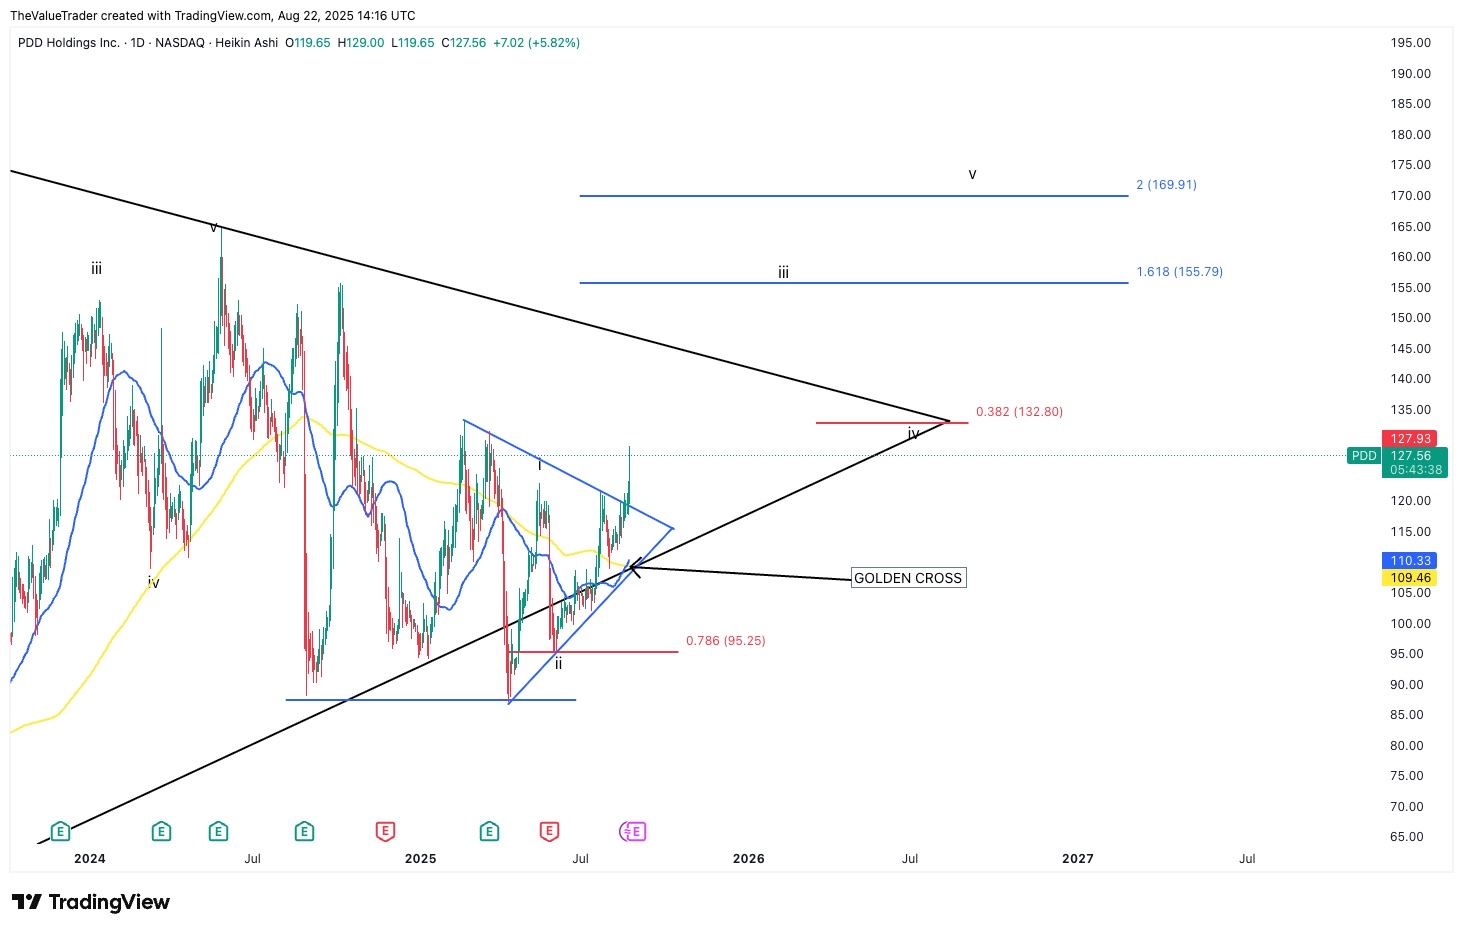 TheValueTrader created with TradingView.com, Aug 22, 2025 14:16 UTC
PDD Holdings Inc. · 1D · NASDAQ · Heikin Ashi O119.65 H129.00 L119.65 C127.56 +7.02 (+5.82%)
195.00
190.00
185.00
180.00
175.00
170.00
165.00
160.00
155.00
150.00
145.00
140.00
135.00
127.93
PDD 127.56
05:43:38
120.00
115.00
110.33
109.46
105.00
100.00
95.00
90.00
85.00
80.00
75.00
70.00
65.00
v
2 (169.91)
v
iii
iii
1.618 (155.79)
0.382 (132.80)
iv
i
iv
GOLDEN CROSS
0.786 (95.25)
ii
E E E E E E E E
2024 Jul 2025 Jul 2026 Jul 2027 Jul
TradingView